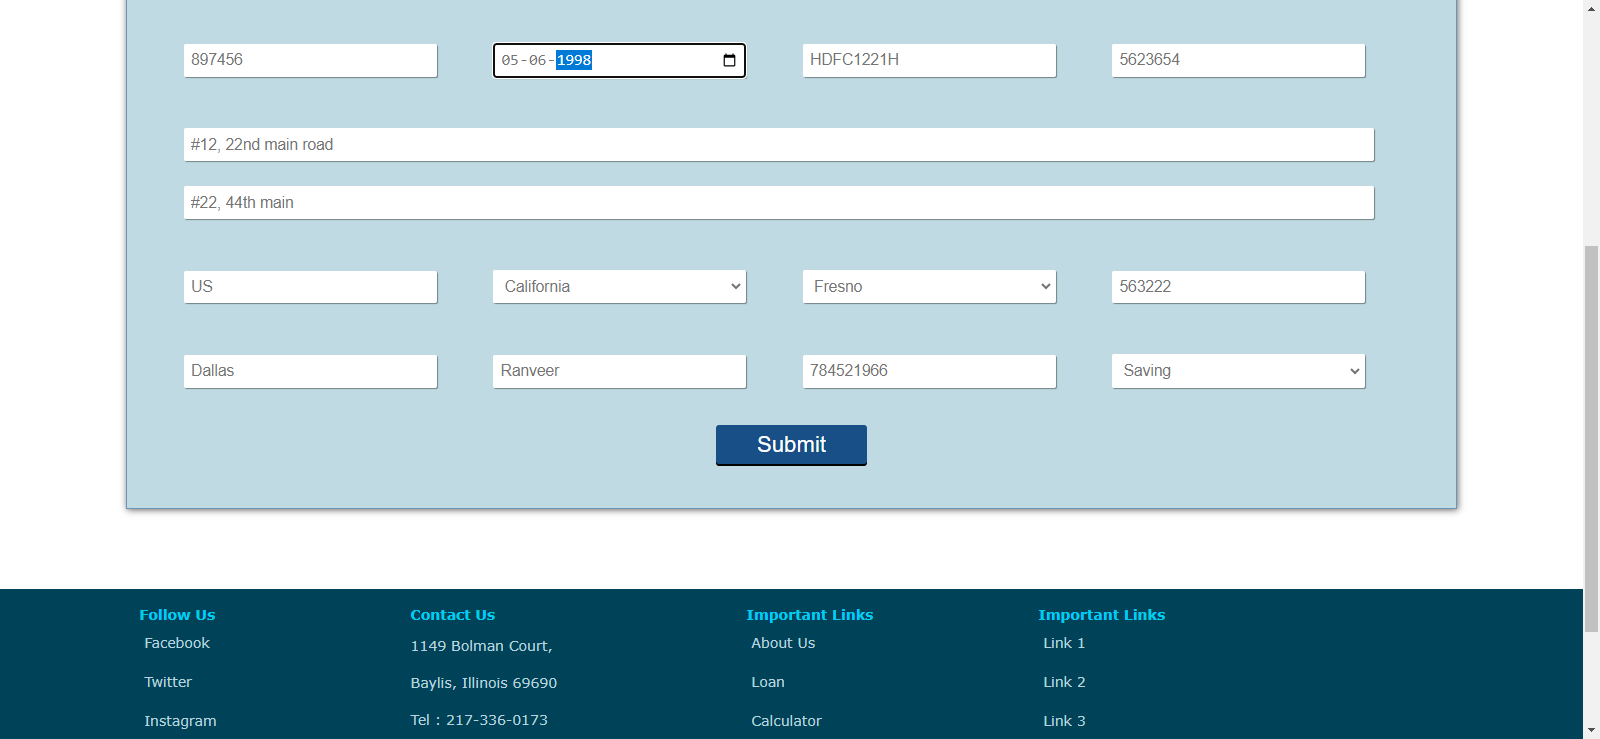 897456 05-06-1998 HDFC1221H 5623654
#12, 22nd main road
#22, 44th main
US California Fresno 563222
Dallas Ranveer 784521966 Saving
Submit
Follow Us Contact Us Important Links Important Links
Facebook 1149 Bolman Court, About Us Link 1
Twitter Baylis, Illinois 69690 Loan Link 2
Instagram Tel : 217-336-0173 Calculator Link 3